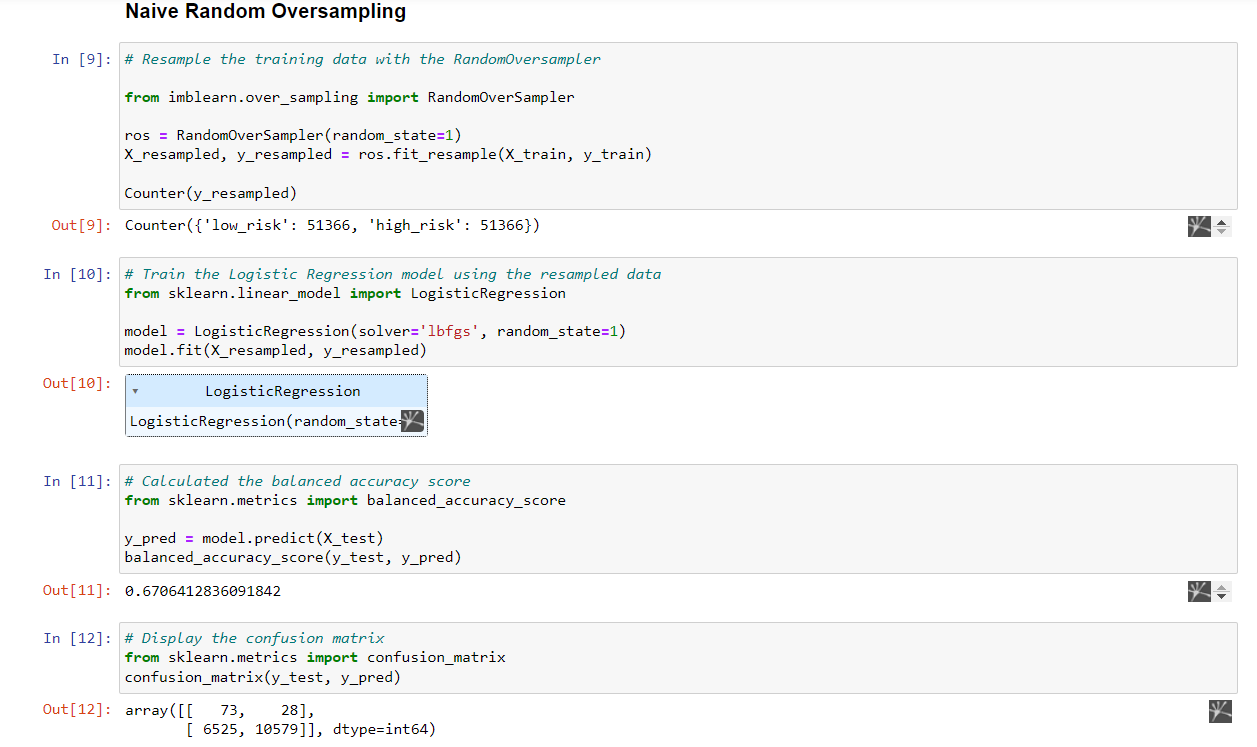 Naive Random Oversampling
In [9]: # Resample the training data with the RandomOversampler
from imblearn.over_sampling import RandomOverSampler
ros = RandomOverSampler(random_state=1)
X_resampled, y_resampled = ros.fit_resample(X_train, y_train)
Counter(y_resampled)
Out[9]: Counter({'low_risk': 51366, 'high_risk': 51366})
In [10]: # Train the Logistic Regression model using the resampled data
from sklearn.linear_model import LogisticRegression
model = LogisticRegression(solver='lbfgs', random_state=1)
model.fit(X_resampled, y_resampled)
Out[10]: ▾ LogisticRegression
LogisticRegression(random_state=
In [11]: # Calculated the balanced accuracy score
from sklearn.metrics import balanced_accuracy_score
y_pred = model.predict(X_test)
balanced_accuracy_score(y_test, y_pred)
Out[11]: 0.6706412836091842
In [12]: # Display the confusion matrix
from sklearn.metrics import confusion_matrix
confusion_matrix(y_test, y_pred)
Out[12]: array([[   73,    28],
[ 6525, 10579]], dtype=int64)